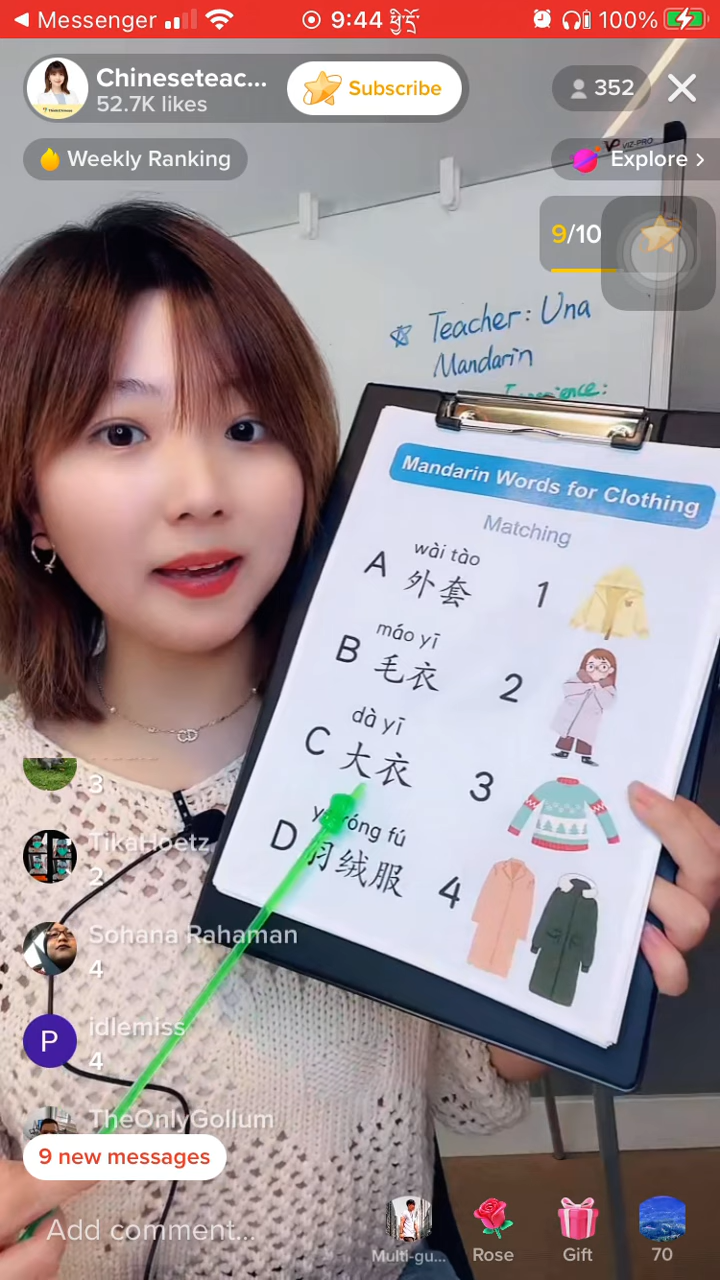 Messenger
9:44
100%
Chineseteac...
52.7K likes
Subscribe
352
Weekly Ranking
VIZ-PRO
Explore
9/10
Teacher: Una
Mandarin
Mandarin Words for Clothing
Matching
wài tào
A 外套 1
máo yī
B 毛衣 2
dà yī
C 大衣 3
róng fú
D 羽绒服 4
3
TikaHoetz
2
Sohana Rahaman
4
P
idlemiss
4
TheOnlyGollum
9 new messages
Add comment...
Multi-gu...
Rose
Gift
70